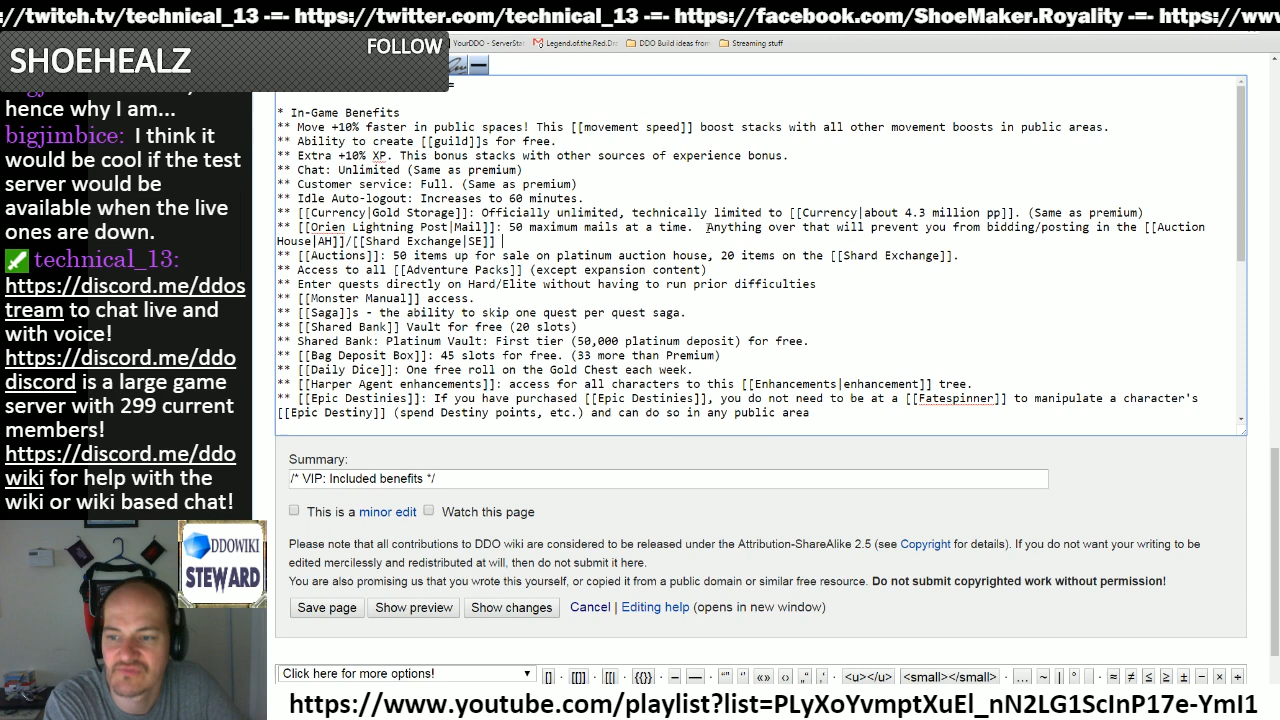 ://twitch.tv/technical_13 -=- https://twitter.com/technical_13 -=- https://facebook.com/ShoeMaker.Royality -=- https://www
SHOEHEALZ
FOLLOW
YourDDO - ServerStat
Legend.of.the.Red.Dra
DDO Build ideas from
Streaming stuff
hence why I am...
bigjimbice: I think it
would be cool if the test
server would be
available when the live
ones are down.
technical_13:
https://discord.me/ddos
tream to chat live and
with voice!
https://discord.me/ddo
discord is a large game
server with 299 current
members!
https://discord.me/ddo
wiki for help with the
wiki or wiki based chat!
* In-Game Benefits
** Move +10% faster in public spaces! This [[movement speed]] boost stacks with all other movement boosts in public areas.
** Ability to create [[guild]]s for free.
** Extra +10% XP. This bonus stacks with other sources of experience bonus.
** Chat: Unlimited (Same as premium)
** Customer service: Full. (Same as premium)
** Idle Auto-logout: Increases to 60 minutes.
** [[Currency|Gold Storage]]: Officially unlimited, technically limited to [[Currency|about 4.3 million pp]]. (Same as premium)
** [[Orien Lightning Post|Mail]]: 50 maximum mails at a time.  Anything over that will prevent you from bidding/posting in the [[Auction
House|AH]]/[[Shard Exchange|SE]]
** [[Auctions]]: 50 items up for sale on platinum auction house, 20 items on the [[Shard Exchange]].
** Access to all [[Adventure Packs]] (except expansion content)
** Enter quests directly on Hard/Elite without having to run prior difficulties
** [[Monster Manual]] access.
** [[Saga]]s - the ability to skip one quest per quest saga.
** [[Shared Bank]] Vault for free (20 slots)
** Shared Bank: Platinum Vault: First tier (50,000 platinum deposit) for free.
** [[Bag Deposit Box]]: 45 slots for free. (33 more than Premium)
** [[Daily Dice]]: One free roll on the Gold Chest each week.
** [[Harper Agent enhancements]]: access for all characters to this [[Enhancements|enhancement]] tree.
** [[Epic Destinies]]: If you have purchased [[Epic Destinies]], you do not need to be at a [[Fatespinner]] to manipulate a character's
[[Epic Destiny]] (spend Destiny points, etc.) and can do so in any public area
Summary:
/* VIP: Included benefits */
This is a minor edit
Watch this page
Please note that all contributions to DDO wiki are considered to be released under the Attribution-ShareAlike 2.5 (see Copyright for details). If you do not want your writing to be
edited mercilessly and redistributed at will, then do not submit it here.
You are also promising us that you wrote this yourself, or copied it from a public domain or similar free resource. Do not submit copyrighted work without permission!
Save page
Show preview
Show changes
Cancel | Editing help (opens in new window)
DDOWIKI
STEWARD
Click here for more options!
[] · [[]] · [[| · {{}} · – · — · “” · ‘’ · «» · ‹› · „“ · ‚‘ · <u></u> · <small></small> · … · ~ | ° · ≈ ≠ ≤ ≥ ± − × ÷
https://www.youtube.com/playlist?list=PLyXoYvmptXuEl_nN2LG1ScInP17e-YmI1